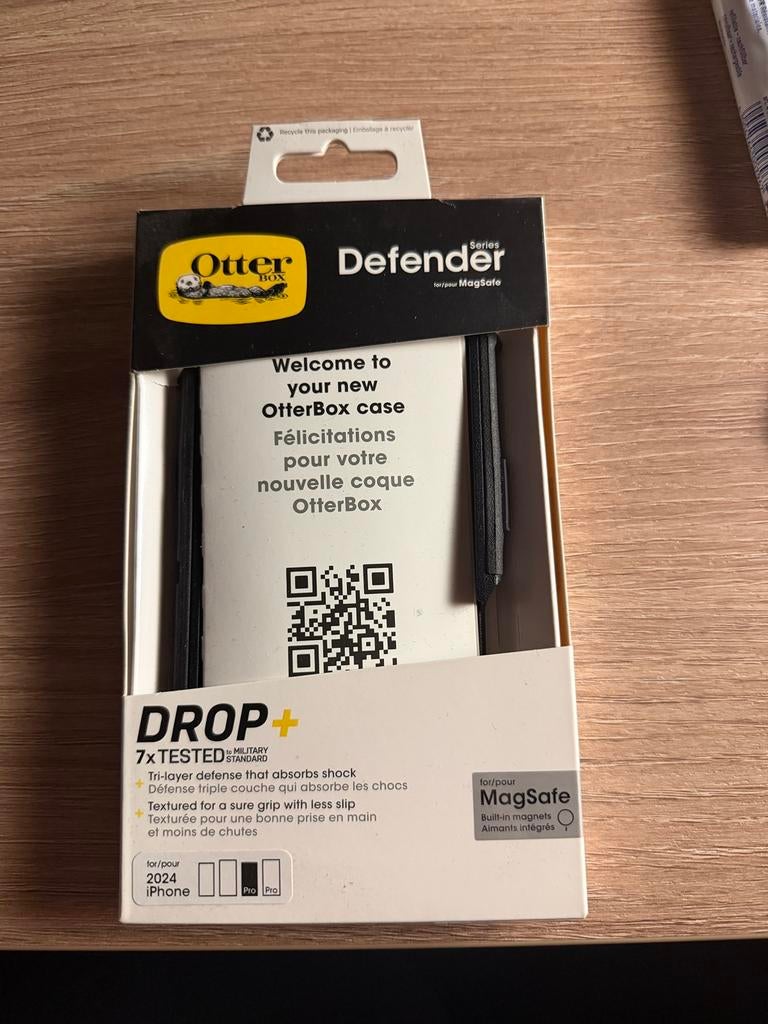 Recycle this packaging | Emballage à recycler
Otter
BOX
Defender
Series
for/pour MagSafe
Welcome to
your new
OtterBox case
Félicitations
pour votre
nouvelle coque
OtterBox
DROP+
7x TESTED to MILITARY STANDARD
+ Tri-layer defense that absorbs shock
Défense triple couche qui absorbe les chocs
+ Textured for a sure grip with less slip
Texturée pour une bonne prise en main
et moins de chutes
for/pour
MagSafe
Built-in magnets
Aimants intégrés
for/pour
2024
iPhone
Pro
Pro